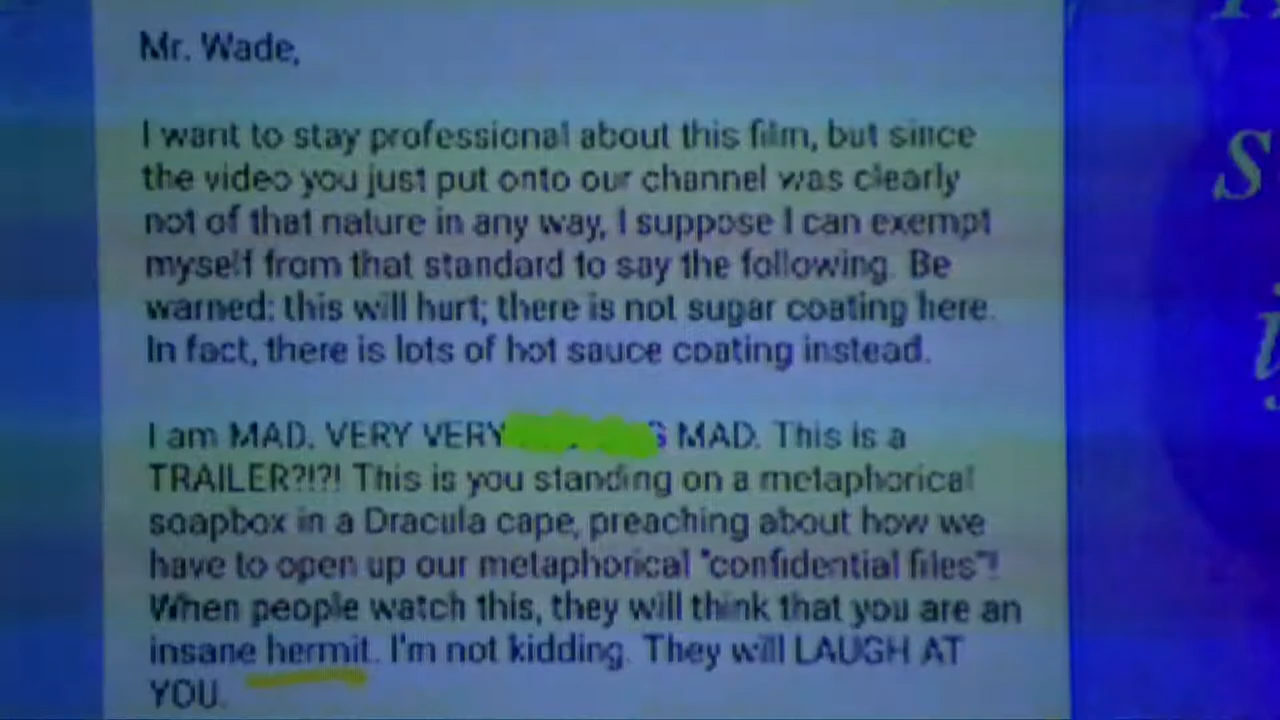 Mr. Wade,
I want to stay professional about this film, but since
the video you just put onto our channel was clearly
not of that nature in any way, I suppose I can exempt
myself from that standard to say the following. Be
warned: this will hurt; there is not sugar coating here.
In fact, there is lots of hot sauce coating instead.
I am MAD. VERY VERY MAD. This is a
TRAILER?!?! This is you standing on a metaphorical
soapbox in a Dracula cape, preaching about how we
have to open up our metaphorical "confidential files"!
When people watch this, they will think that you are an
insane hermit. I'm not kidding. They will LAUGH AT
YOU.